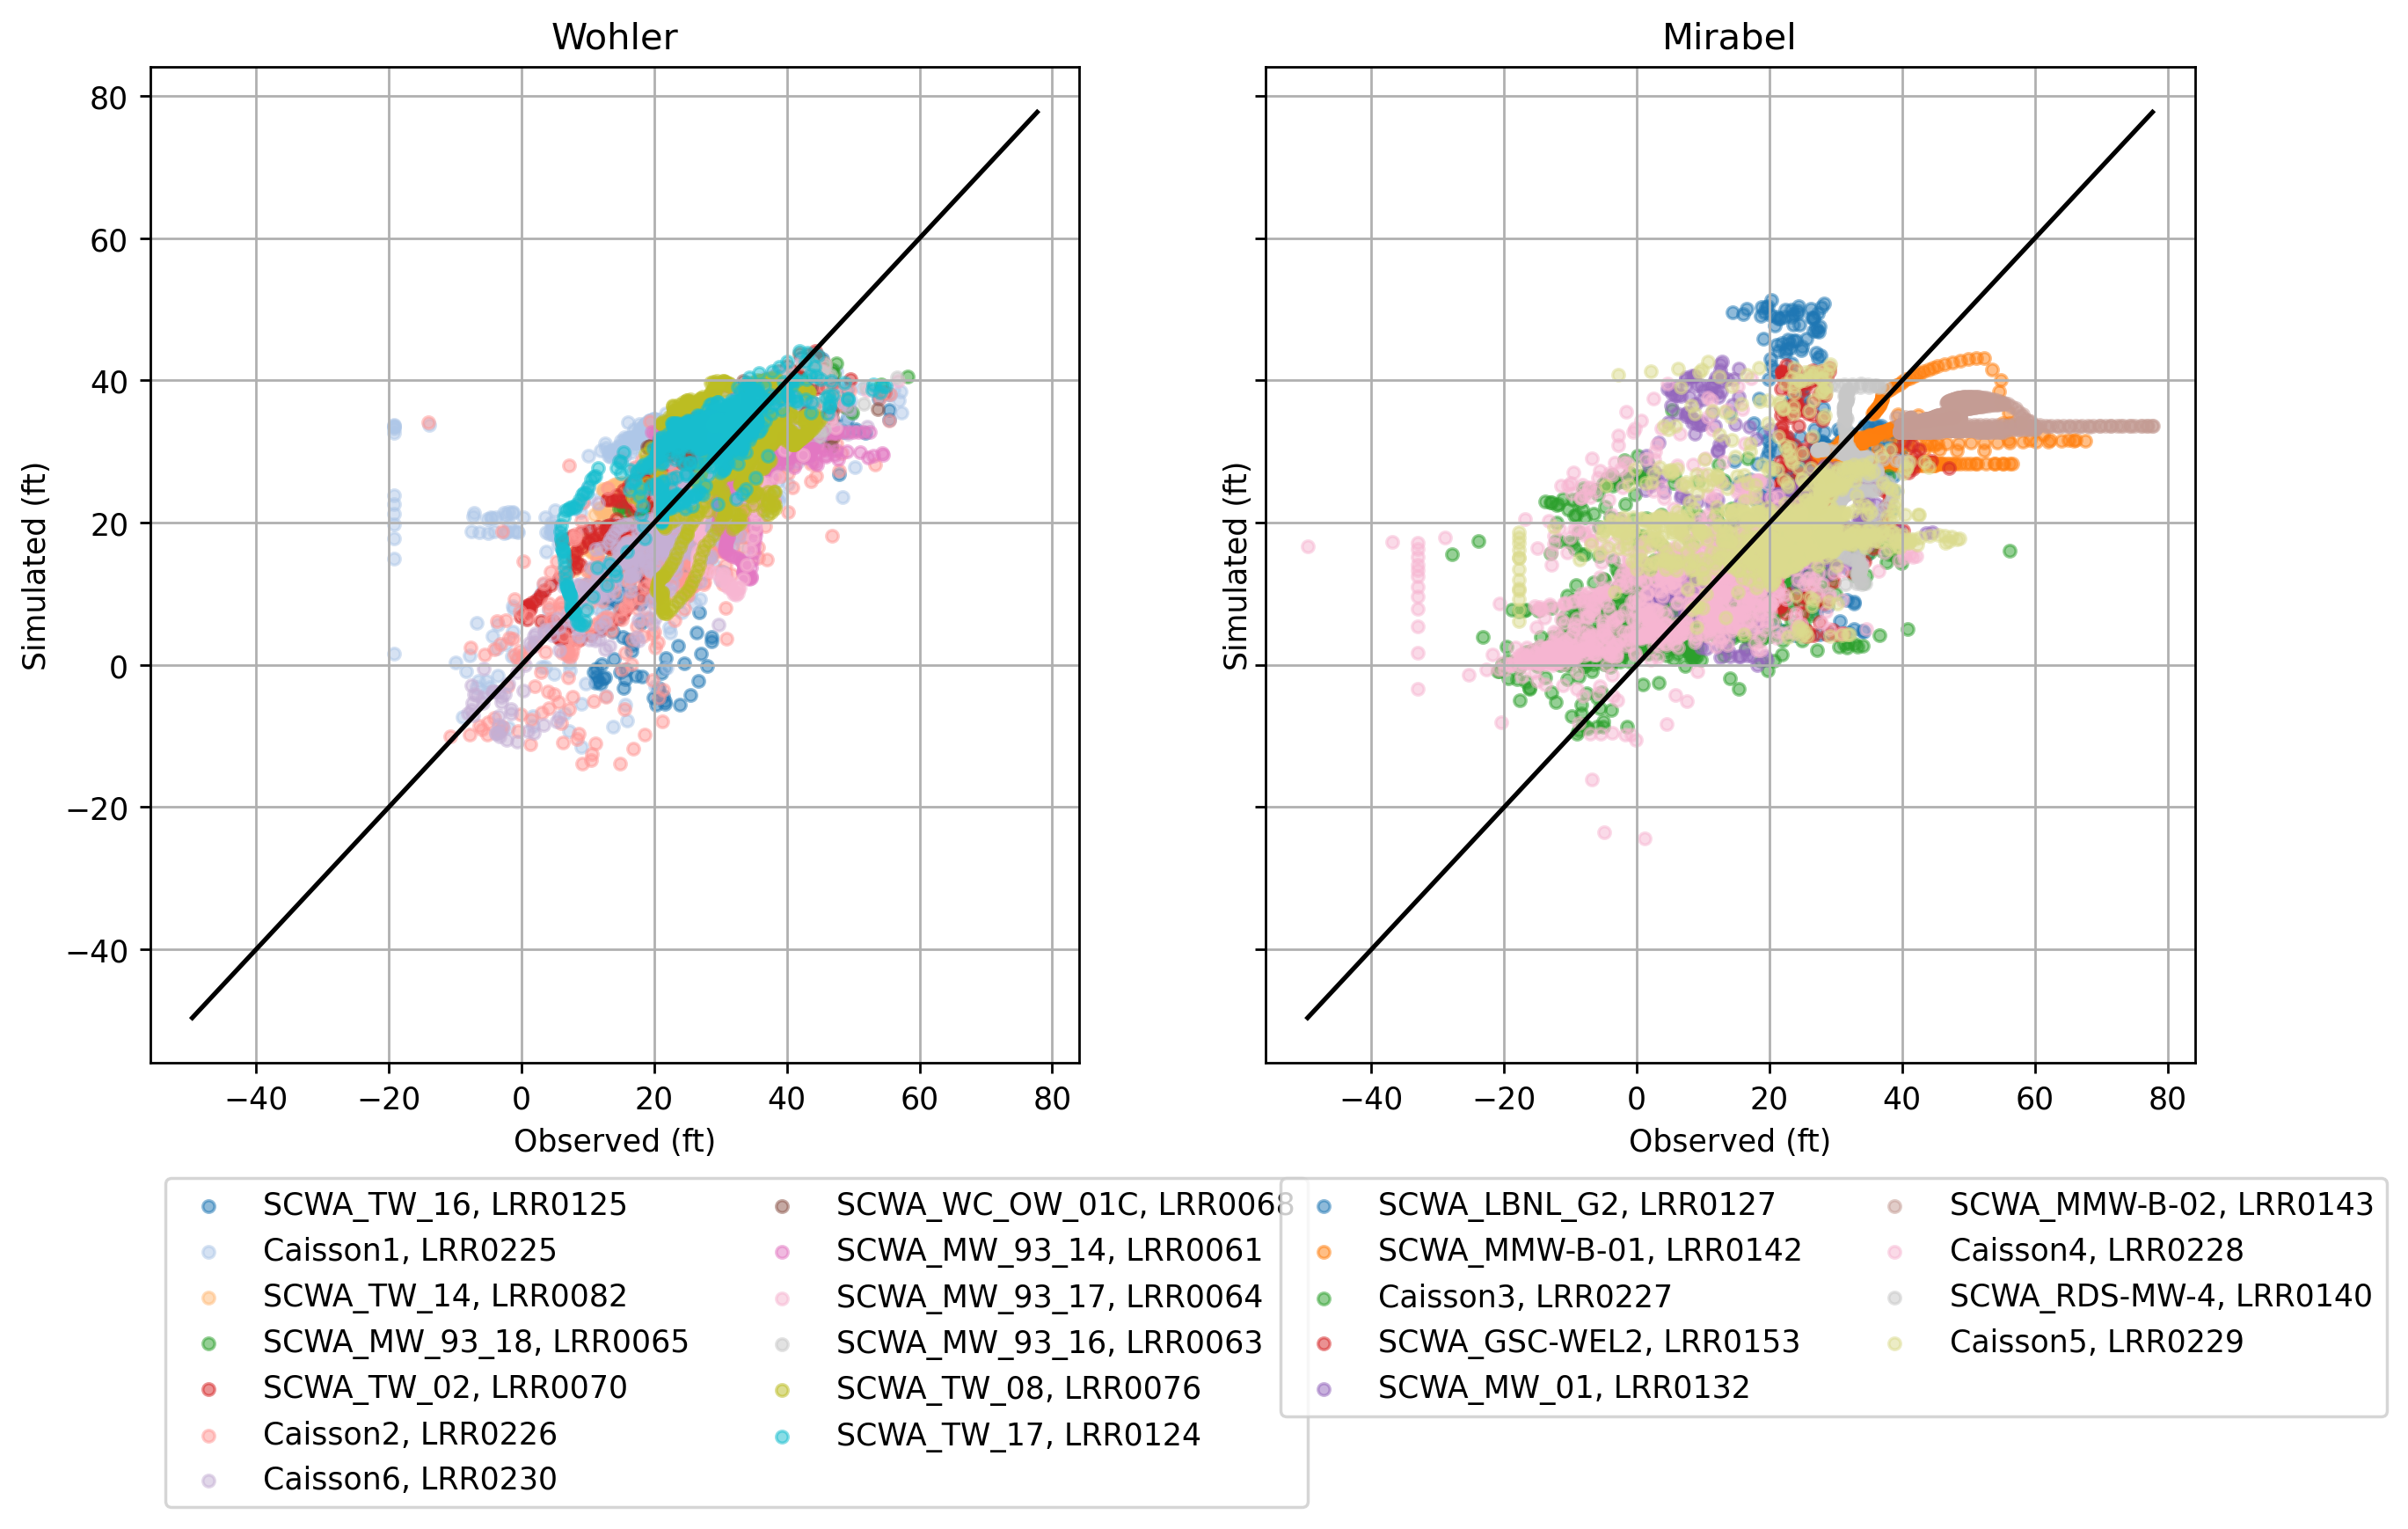 Wohler
Mirabel
80
60
40
20
0
−20
−40
Simulated (ft)
Simulated (ft)
−40 −20 0 20 40 60 80
−40 −20 0 20 40 60 80
Observed (ft)
Observed (ft)
SCWA_TW_16, LRR0125
Caisson1, LRR0225
SCWA_TW_14, LRR0082
SCWA_MW_93_18, LRR0065
SCWA_TW_02, LRR0070
Caisson2, LRR0226
Caisson6, LRR0230
SCWA_WC_OW_01C, LRR0068
SCWA_MW_93_14, LRR0061
SCWA_MW_93_17, LRR0064
SCWA_MW_93_16, LRR0063
SCWA_TW_08, LRR0076
SCWA_TW_17, LRR0124
SCWA_LBNL_G2, LRR0127
SCWA_MMW-B-01, LRR0142
Caisson3, LRR0227
SCWA_GSC-WEL2, LRR0153
SCWA_MW_01, LRR0132
SCWA_MMW-B-02, LRR0143
Caisson4, LRR0228
SCWA_RDS-MW-4, LRR0140
Caisson5, LRR0229